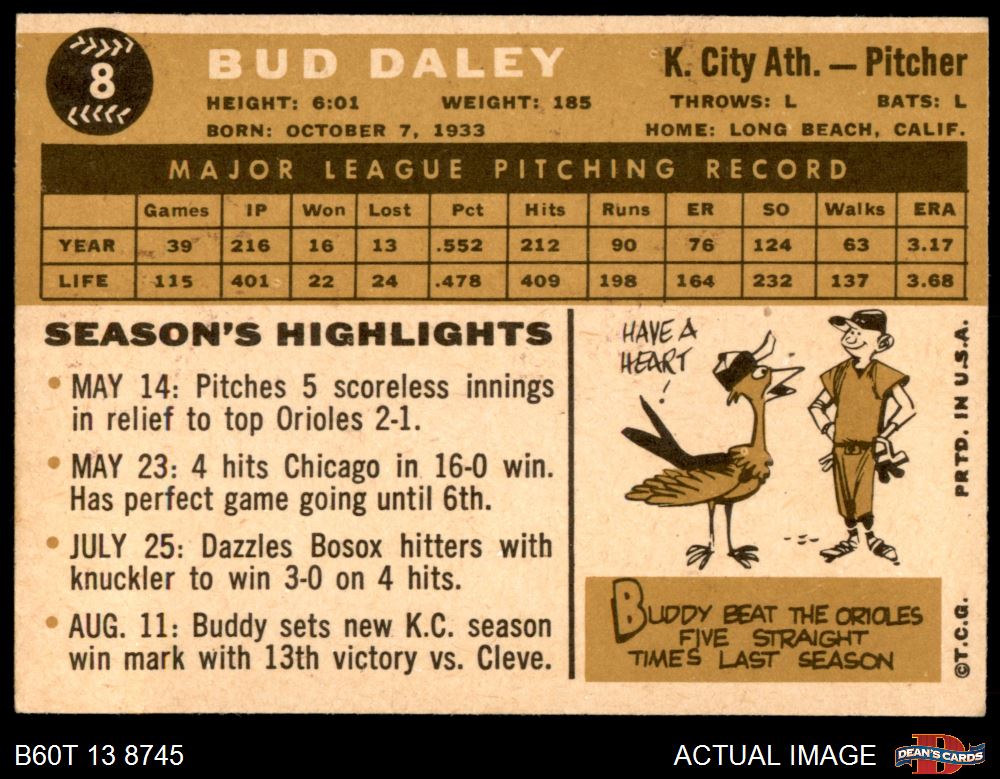 8
BUD DALEY
K. City Ath. — Pitcher
HEIGHT: 6:01 WEIGHT: 185 THROWS: L BATS: L
BORN: OCTOBER 7, 1933 HOME: LONG BEACH, CALIF.
MAJOR LEAGUE PITCHING RECORD
Games IP Won Lost Pct Hits Runs ER SO Walks ERA
YEAR 39 216 16 13 .552 212 90 76 124 63 3.17
LIFE 115 401 22 24 .478 409 198 164 232 137 3.68
SEASON'S HIGHLIGHTS
• MAY 14: Pitches 5 scoreless innings
in relief to top Orioles 2-1.
• MAY 23: 4 hits Chicago in 16-0 win.
Has perfect game going until 6th.
• JULY 25: Dazzles Bosox hitters with
knuckler to win 3-0 on 4 hits.
• AUG. 11: Buddy sets new K.C. season
win mark with 13th victory vs. Cleve.
HAVE A
HEART
!
BUDDY BEAT THE ORIOLES
FIVE STRAIGHT
TIMES LAST SEASON
PRTD. IN U.S.A.
©T.C.G.
B60T 13 8745
ACTUAL IMAGE
D
DEAN'S CARDS